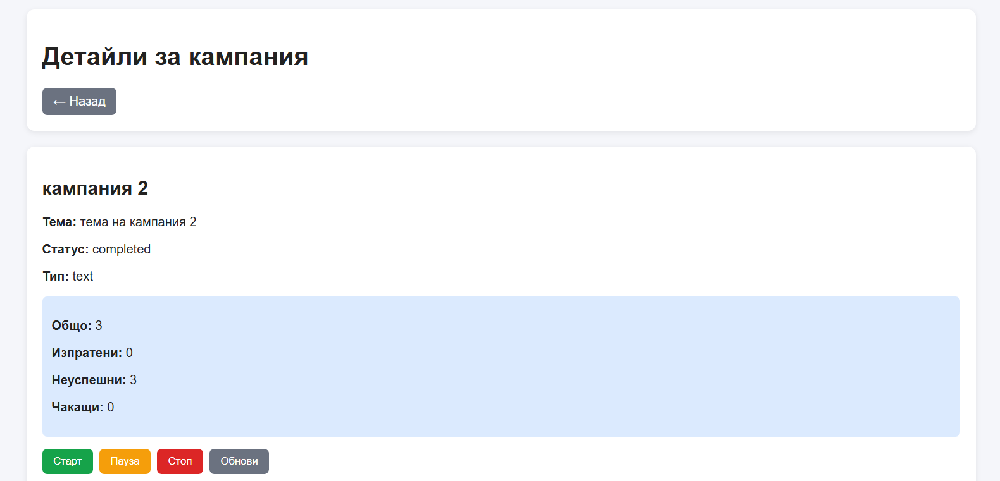 Детайли за кампания
← Назад
кампания 2
Тема: тема на кампания 2
Статус: completed
Тип: text
Общо: 3
Изпратени: 0
Неуспешни: 3
Чакащи: 0
Старт Пауза Стоп Обнови